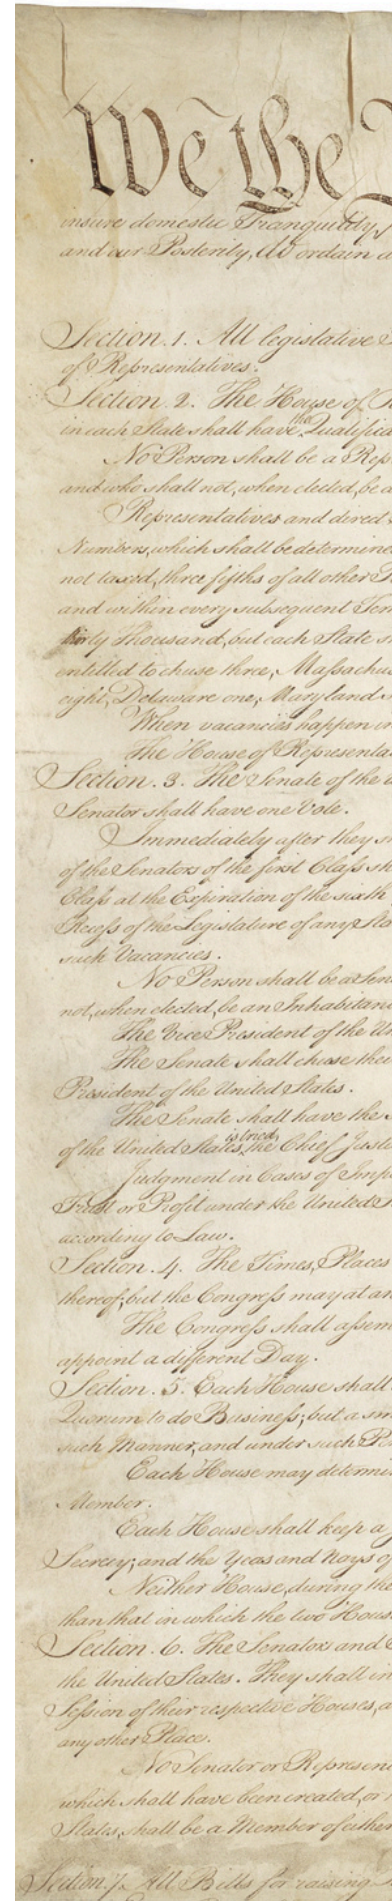 We the
insure domestic Tranquility,
and our Posterity, do ordain a
Section. 1. All legislative
of Representatives.
Section. 2. The House of
in each State shall have the Qualifica
No Person shall be a Rep
and who shall not, when elected, be a
Representatives and direct
Numbers, which shall be determine
not taxed, three fifths of all other
and within every subsequent Term
thirty Thousand, but each State s
entitled to chuse three, Massachus
eight, Delaware one, Maryland
When vacancies happen in
The House of Representa
Section. 3. The Senate of the
Senator shall have one Vote.
Immediately after they
of the Senators of the first Class sh
Class at the Expiration of the sixth
Recess of the Legislature of any Sta
such Vacancies.
No Person shall be a Sen
not, when elected, be an Inhabitan
The Vice President of the Un
The Senate shall chuse thei
President of the United States.
The Senate shall have the
of the United States is tried, the Chief Justi
Judgment in Cases of Imp
Trust or Profit under the United
according to Law.
Section. 4. The Times, Places
thereof; but the Congress may at an
The Congress shall assem
appoint a different Day.
Section. 5. Each House shall
Quorum to do Business; but a sm
such Manner, and under such Pe
Each House may determi
Member.
Each House shall keep a
Secrecy; and the Yeas and Nays o
Neither House, during the
than that in which the two Hous
Section. 6. The Senators and
the United States. They shall in
Session of their respective Houses, a
any other Place.
No Senator or Represen
which shall have been created, or
States, shall be a Member of either
Section. 7. All Bills for raising